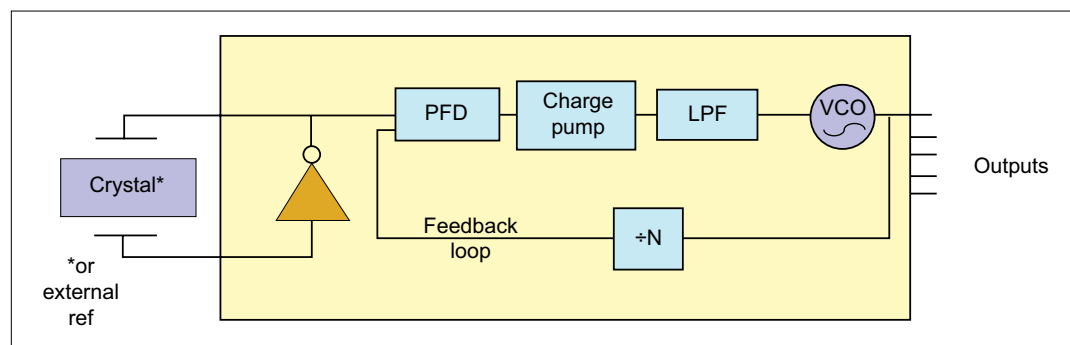 PFD
Charge
pump
LPF
VCO
Outputs
Crystal*
Feedback
loop
÷N
*or
external
ref